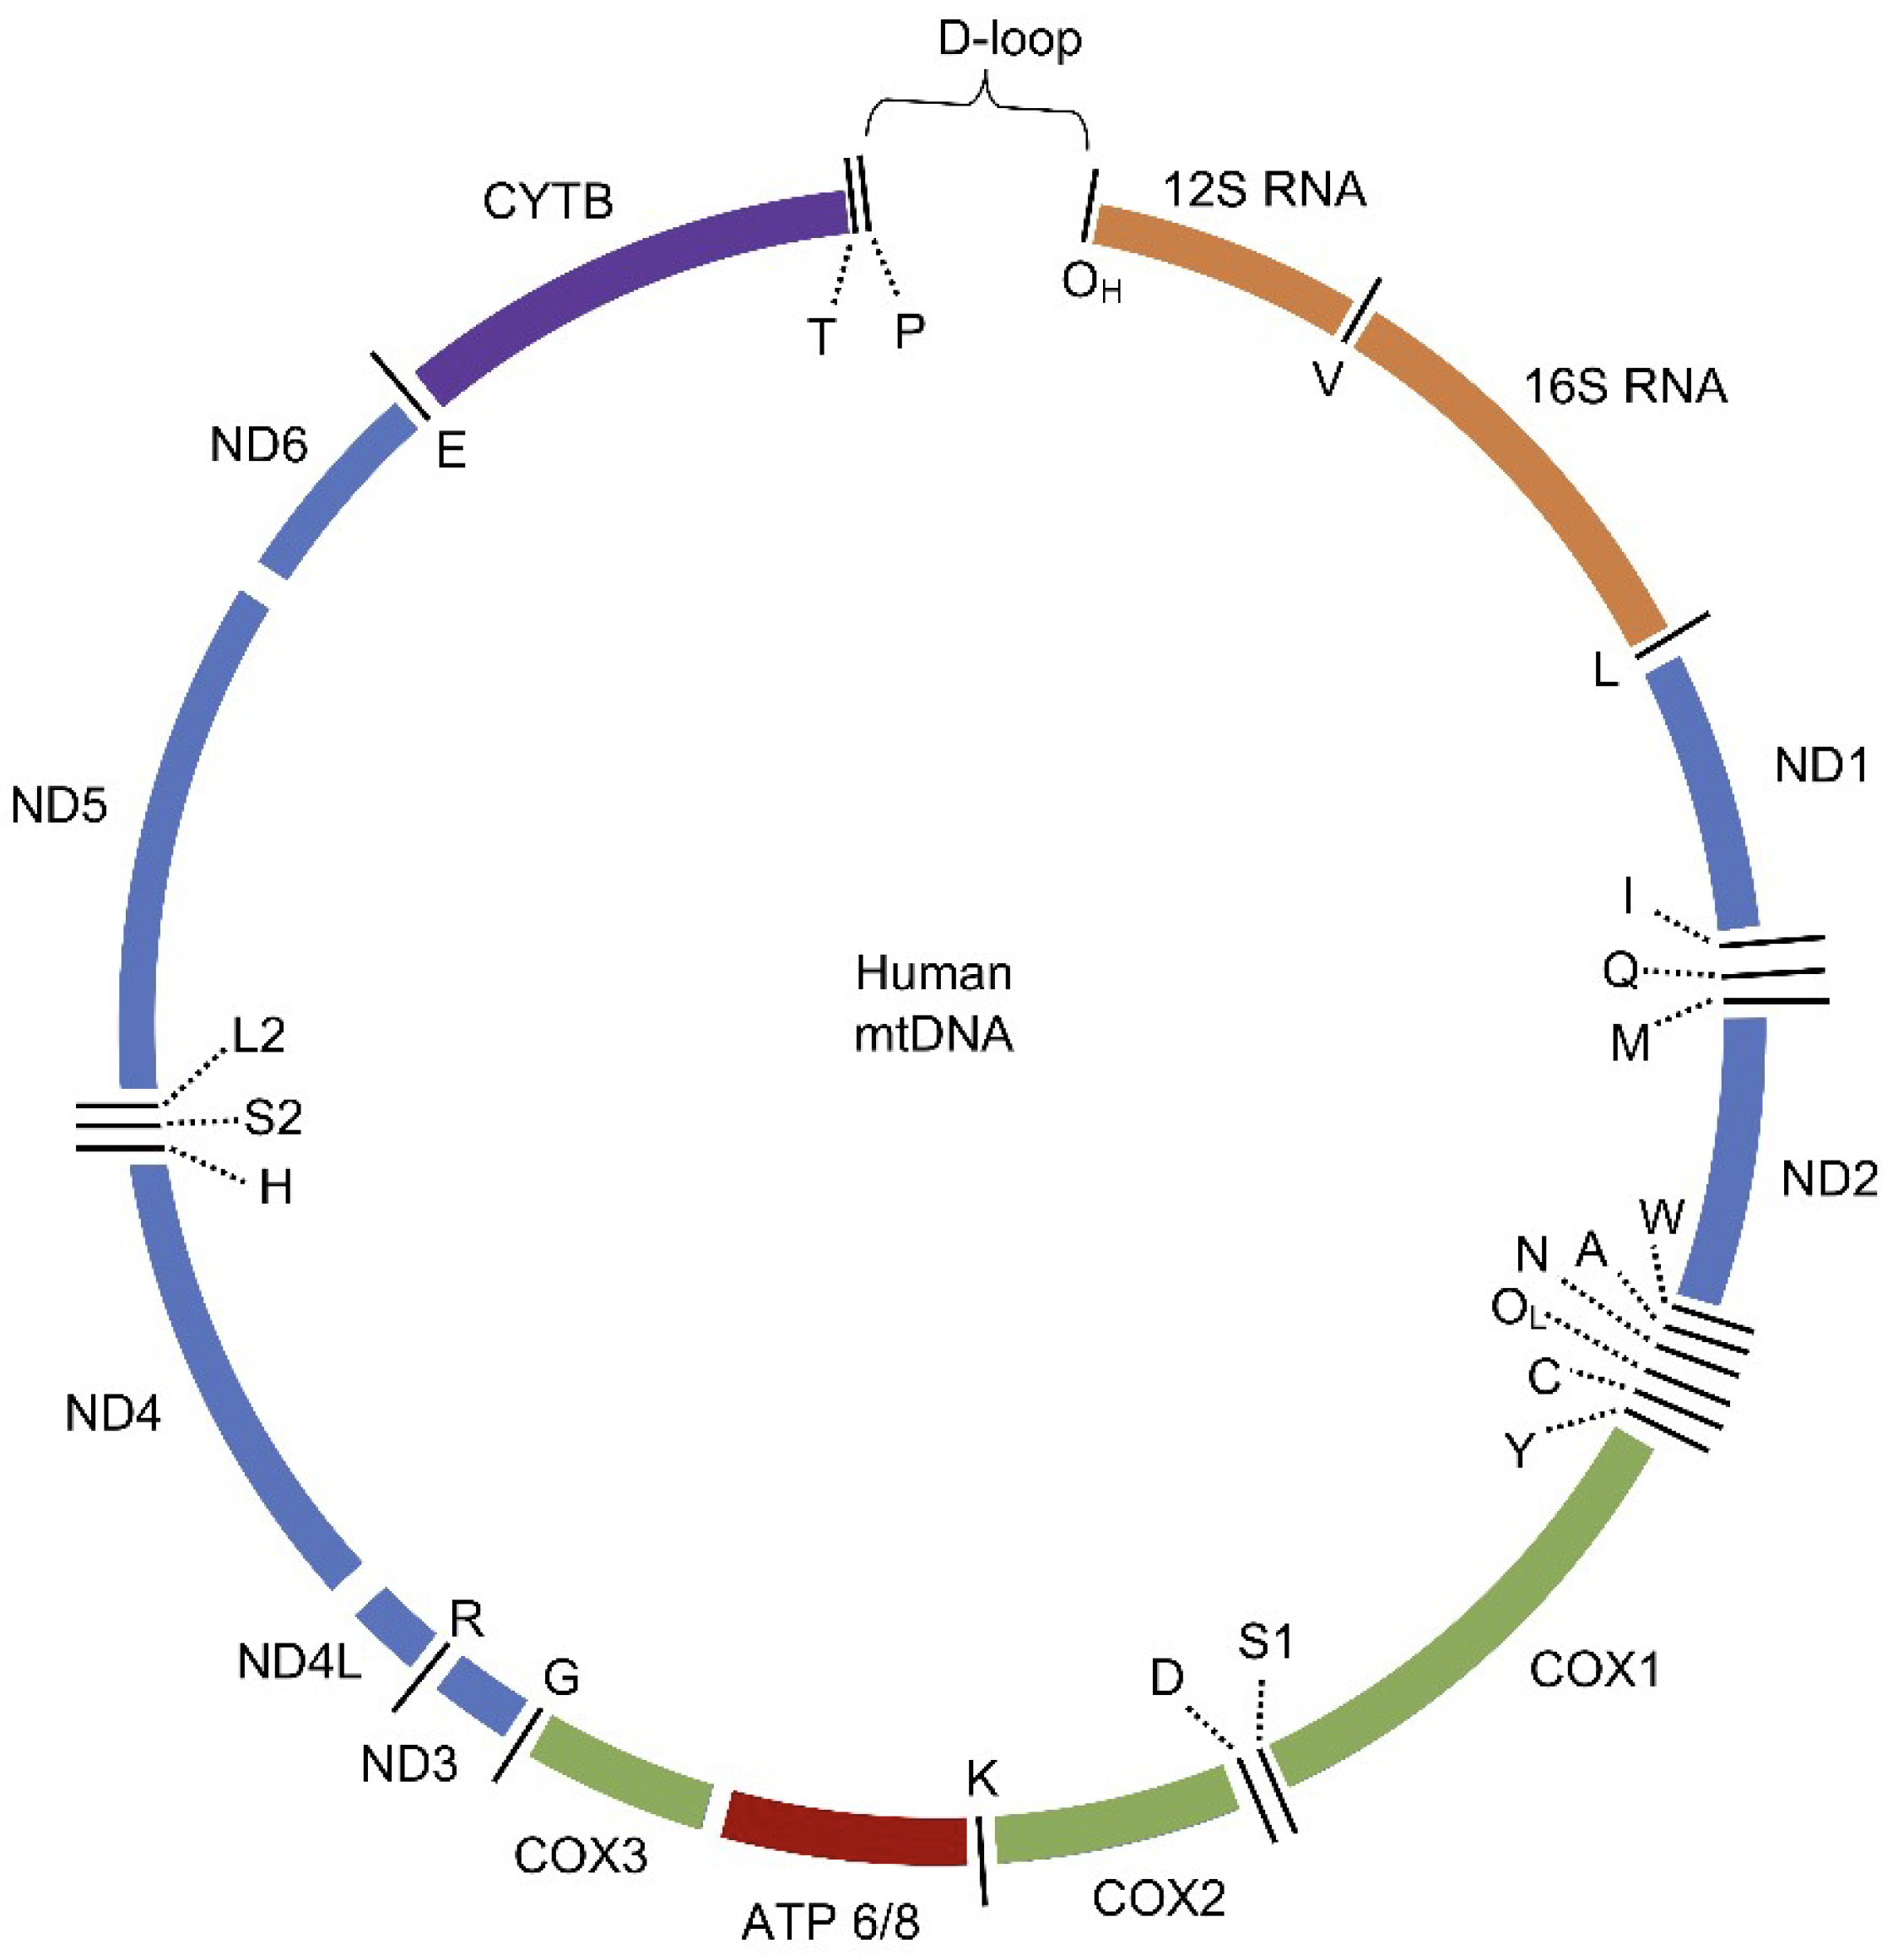 D-loop
12S RNA
OH
V
16S RNA
L
ND1
I
Q
M
ND2
W
A
N
OL
C
Y
COX1
S1
D
COX2
K
ATP 6/8
COX3
G
ND3
R
ND4L
ND4
H
S2
L2
ND5
ND6
E
CYTB
T
P
Human
mtDNA